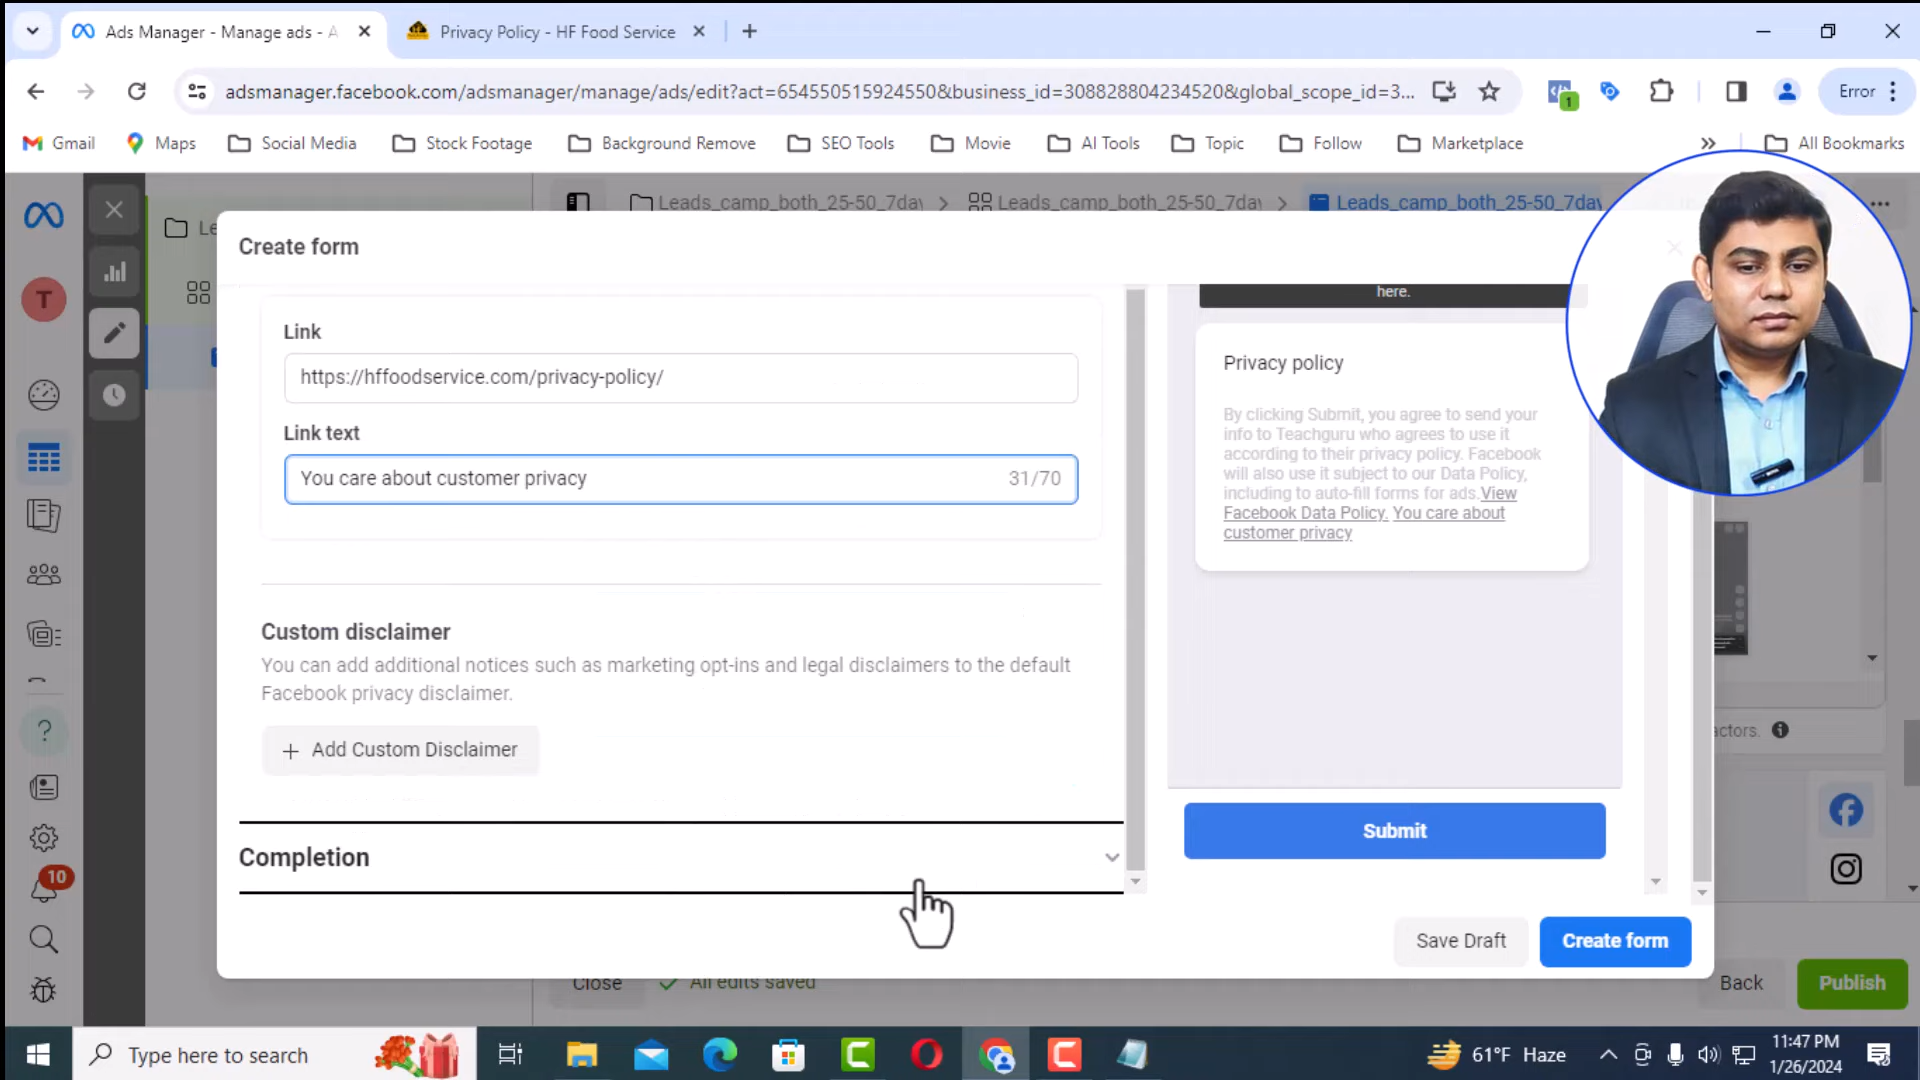 Ads Manager - Manage ads - A
Privacy Policy - HF Food Service
adsmanager.facebook.com/adsmanager/manage/ads/edit?act=654550515924550&business_id=308828804234520&global_scope_id=3...
1
Error
Gmail
Maps
Social Media
Stock Footage
Background Remove
SEO Tools
Movie
AI Tools
Topic
Follow
Marketplace
All Bookmarks
Le
Leads_camp_both_25-50_7day
Leads_camp_both_25-50_7day
Leads_camp_both_25-50_7day
T
10
Create form
Link
https://hffoodservice.com/privacy-policy/
Link text
You care about customer privacy
31/70
Custom disclaimer
You can add additional notices such as marketing opt-ins and legal disclaimers to the default
Facebook privacy disclaimer.
+ Add Custom Disclaimer
Completion
here.
Privacy policy
By clicking Submit, you agree to send your
info to Teachguru who agrees to use it
according to their privacy policy. Facebook
will also use it subject to our Data Policy,
including to auto-fill forms for ads.View
Facebook Data Policy. You care about
customer privacy
Submit
Save Draft
Create form
actors.
Close
All edits saved
Back
Publish
Type here to search
61°F Haze
11:47 PM
1/26/2024